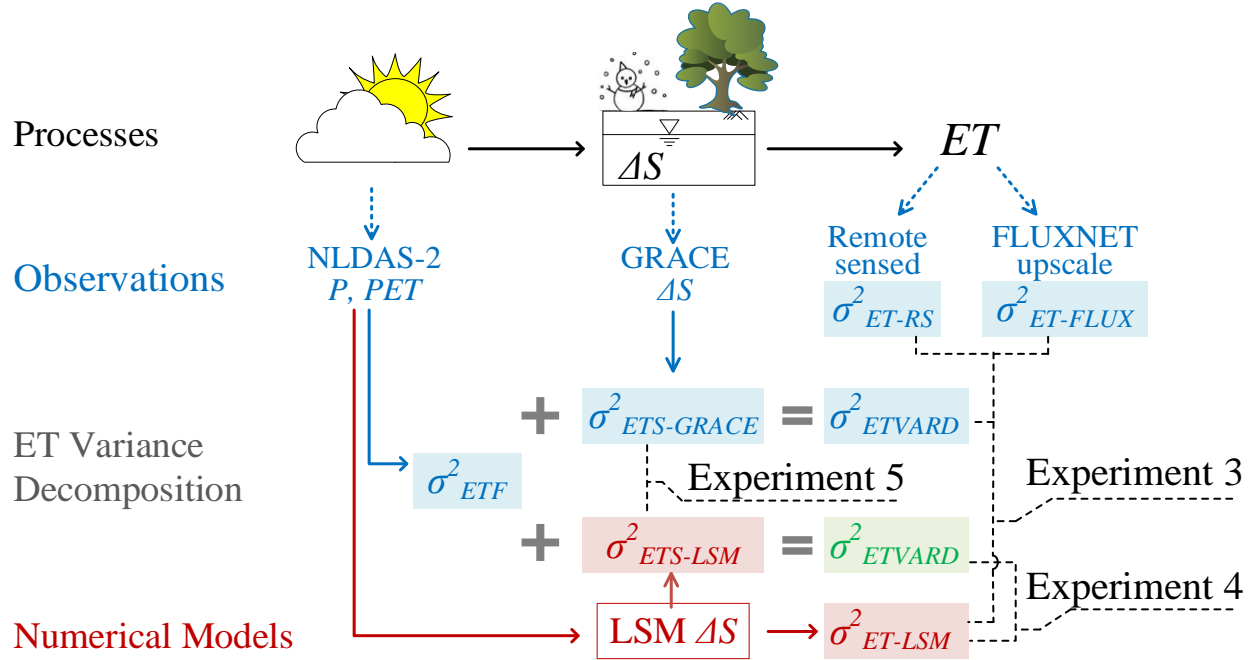 Processes
ΔS
ET
Observations
NLDAS-2
P, PET
GRACE
ΔS
Remote
sensed
σ²ET-RS
FLUXNET
upscale
σ²ET-FLUX
ET Variance
Decomposition
σ²ETF
+
σ²ETS-GRACE
=
σ²ETVARD
Experiment 5
Experiment 3
+
σ²ETS-LSM
=
σ²ETVARD
Experiment 4
Numerical Models
LSM ΔS
σ²ET-LSM